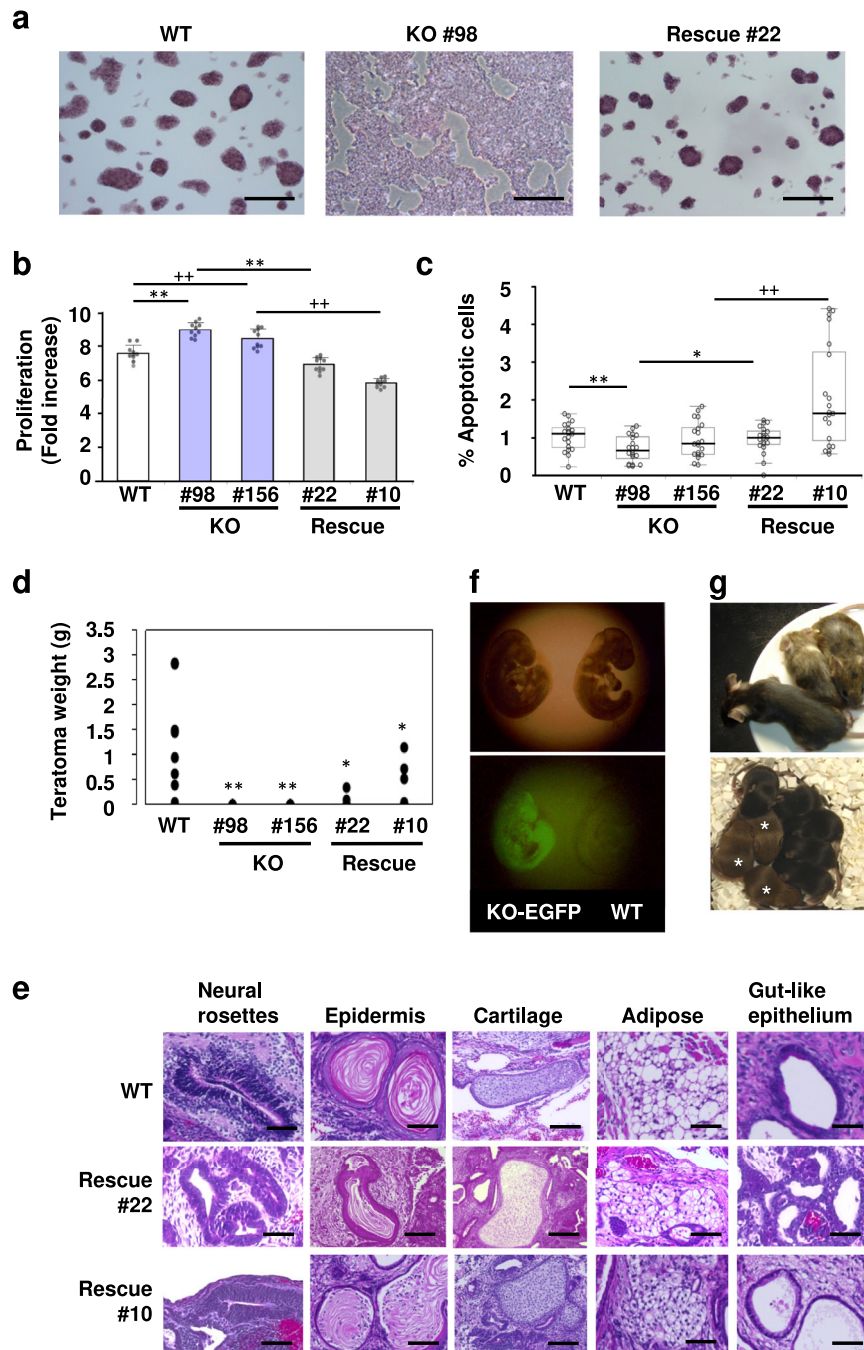 a
WT
KO #98
Rescue #22
b
**
++
**
++
Proliferation
(Fold increase)
10
8
6
4
2
0
WT
#98
#156
#22
#10
KO
Rescue
c
++
*
**
% Apoptotic cells
5
4
3
2
1
0
WT
#98
#156
#22
#10
KO
Rescue
d
Teratoma weight (g)
3.5
3
2.5
2
1.5
1
0.5
0
**
**
*
*
WT
#98
#156
#22
#10
KO
Rescue
f
KO-EGFP
WT
g
*
*
*
e
Neural
rosettes
Epidermis
Cartilage
Adipose
Gut-like
epithelium
WT
Rescue
#22
Rescue
#10